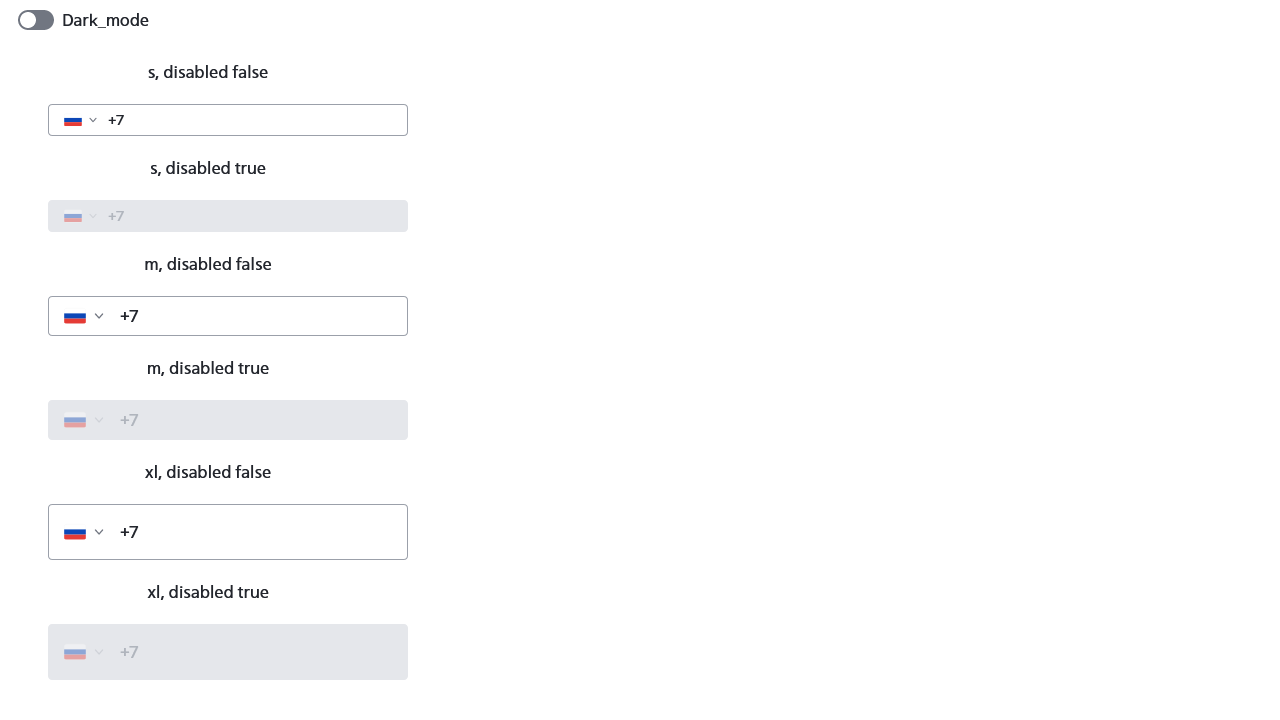 Dark_mode
s, disabled false
+7
s, disabled true
+7
m, disabled false
+7
m, disabled true
+7
xl, disabled false
+7
xl, disabled true
+7